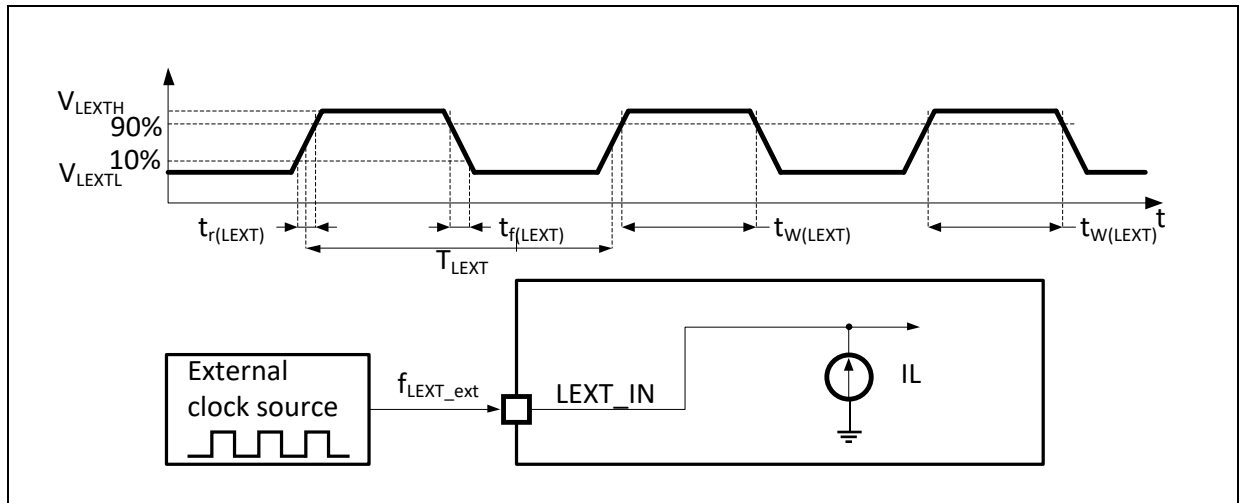 VLEXTH
90%
10%
VLEXTL
tr(LEXT)
tf(LEXT)
tW(LEXT)
tW(LEXT)
t
TLEXT
External
clock source
fLEXT_ext
LEXT_IN
IL